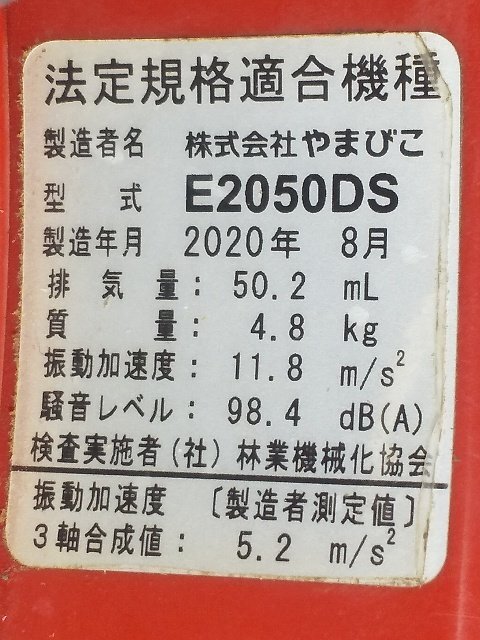 法定規格適合機種
製造者名 株式会社やまびこ
型式 E2050DS
製造年月 2020年 8月
排気量: 50.2 mL
質量: 4.8 kg
振動加速度: 11.8 m/s²
騒音レベル: 98.4 dB(A)
検査実施者(社)林業機械化協会
振動加速度 〔製造者測定値〕
3軸合成値: 5.2 m/s²